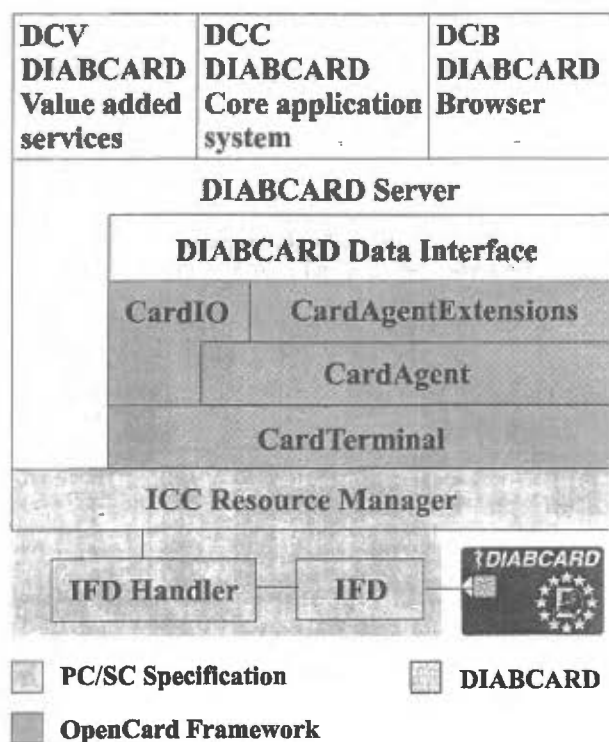 DCV
DIABCARD
Value added
services
DCC
DIABCARD
Core application
system
DCB
DIABCARD
Browser
DIABCARD Server
DIABCARD Data Interface
CardIO
CardAgentExtensions
CardAgent
CardTerminal
ICC Resource Manager
IFD Handler
IFD
DIABCARD
E
PC/SC Specification
DIABCARD
OpenCard Framework